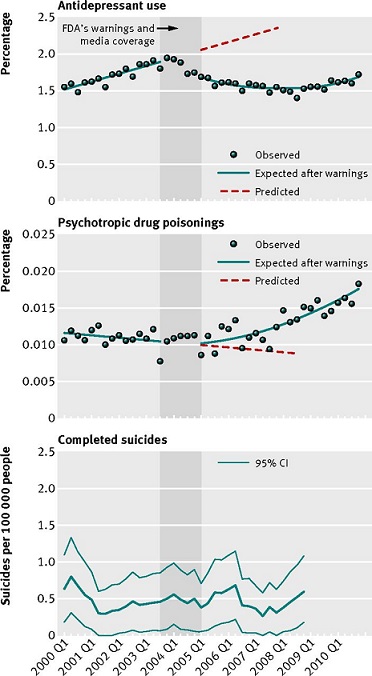 Antidepressant use
Percentage
2.5
2.0
1.5
1.0
0.5
0
FDA's warnings and
media coverage
Observed
Expected after warnings
Predicted
Psychotropic drug poisonings
Percentage
0.025
0.020
0.015
0.010
0.005
0
Observed
Expected after warnings
Predicted
Completed suicides
Suicides per 100 000 people
2.5
2.0
1.5
1.0
0.5
0
95% CI
2000 Q1
2001 Q1
2002 Q1
2003 Q1
2004 Q1
2005 Q1
2006 Q1
2007 Q1
2008 Q1
2009 Q1
2010 Q1